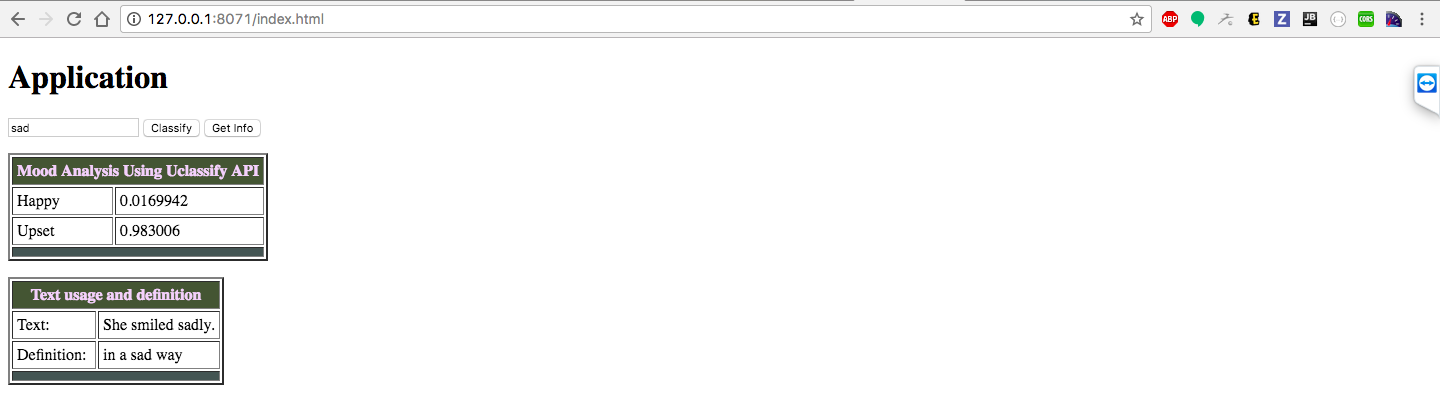 127.0.0.1:8071/index.html
ABP
Z
JB
CORS
Application
sad Classify Get Info
Mood Analysis Using Uclassify API
Happy 0.0169942
Upset 0.983006
Text usage and definition
Text: She smiled sadly.
Definition: in a sad way